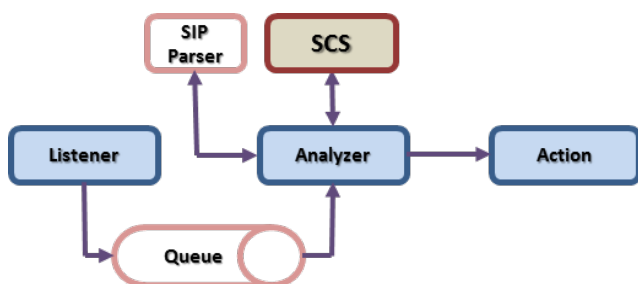 SIP
Parser
SCS
Listener
Analyzer
Action
Queue